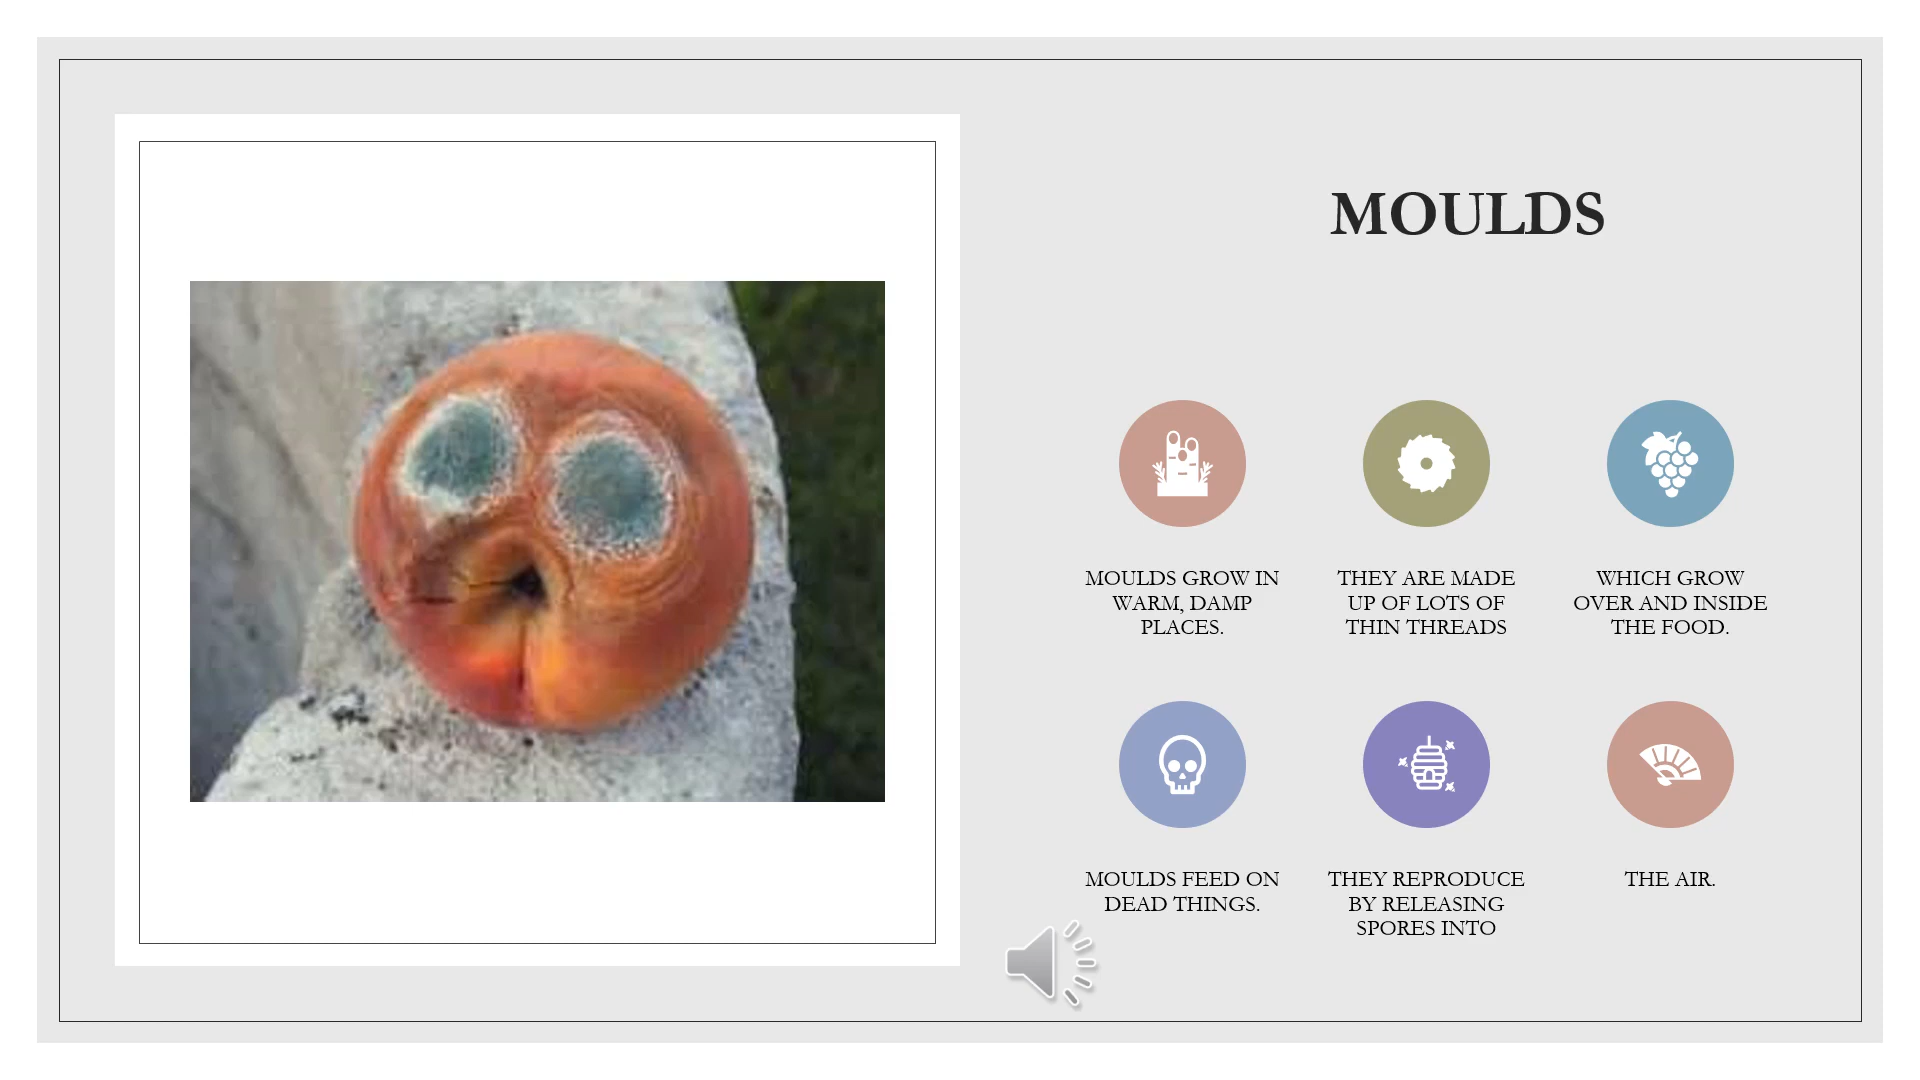 MOULDS
MOULDS GROW IN
WARM, DAMP
PLACES.
THEY ARE MADE
UP OF LOTS OF
THIN THREADS
WHICH GROW
OVER AND INSIDE
THE FOOD.
MOULDS FEED ON
DEAD THINGS.
THEY REPRODUCE
BY RELEASING
SPORES INTO
THE AIR.